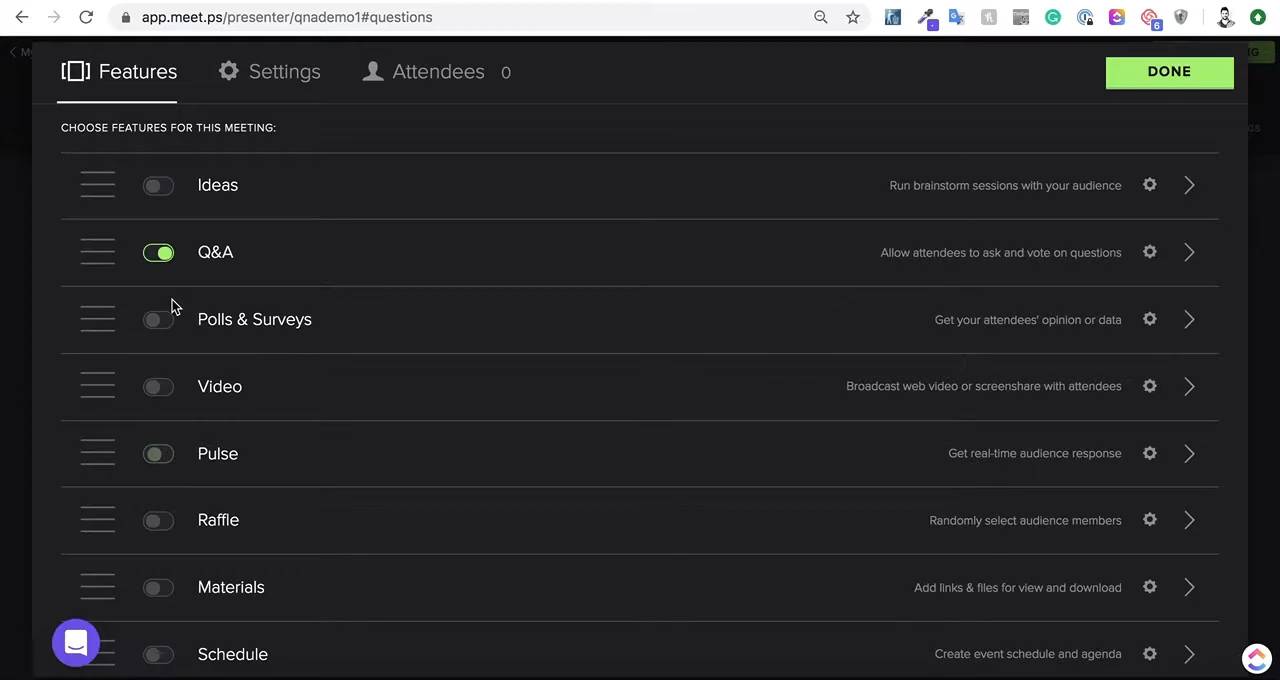 app.meet.ps/presenter/qnademo1#questions
6
Features
Settings
Attendees 0
DONE
CHOOSE FEATURES FOR THIS MEETING:
Ideas
Run brainstorm sessions with your audience
Q&A
Allow attendees to ask and vote on questions
Polls & Surveys
Get your attendees' opinion or data
Video
Broadcast web video or screenshare with attendees
Pulse
Get real-time audience response
Raffle
Randomly select audience members
Materials
Add links & files for view and download
Schedule
Create event schedule and agenda